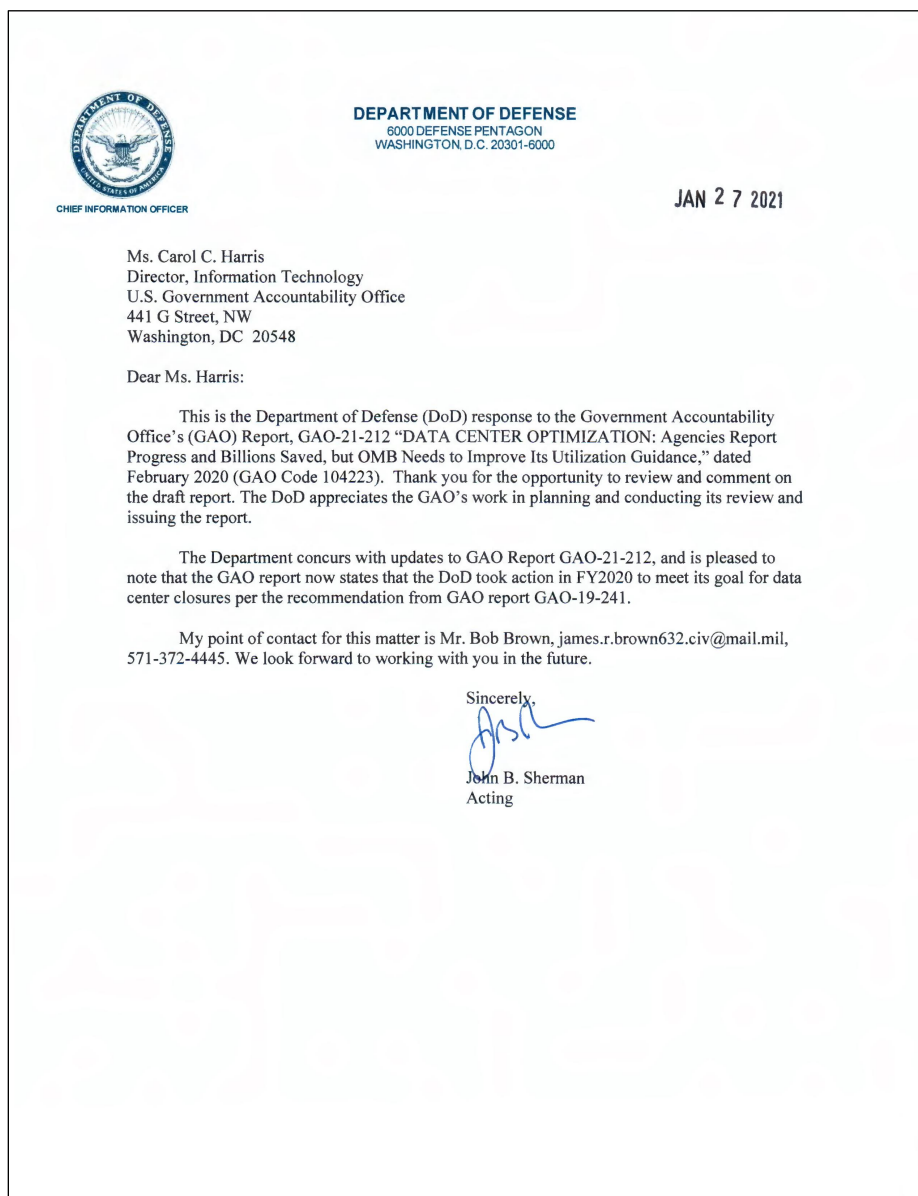 DEPARTMENT OF DEFENSE
UNITED STATES OF AMERICA
CHIEF INFORMATION OFFICER
DEPARTMENT OF DEFENSE
6000 DEFENSE PENTAGON
WASHINGTON, D.C. 20301-6000
JAN 27 2021
Ms. Carol C. Harris
Director, Information Technology
U.S. Government Accountability Office
441 G Street, NW
Washington, DC 20548
Dear Ms. Harris:
This is the Department of Defense (DoD) response to the Government Accountability
Office's (GAO) Report, GAO-21-212 “DATA CENTER OPTIMIZATION: Agencies Report
Progress and Billions Saved, but OMB Needs to Improve Its Utilization Guidance,” dated
February 2020 (GAO Code 104223). Thank you for the opportunity to review and comment on
the draft report. The DoD appreciates the GAO's work in planning and conducting its review and
issuing the report.
The Department concurs with updates to GAO Report GAO-21-212, and is pleased to
note that the GAO report now states that the DoD took action in FY2020 to meet its goal for data
center closures per the recommendation from GAO report GAO-19-241.
My point of contact for this matter is Mr. Bob Brown, james.r.brown632.civ@mail.mil,
571-372-4445. We look forward to working with you in the future.
Sincerely,
John B. Sherman
Acting